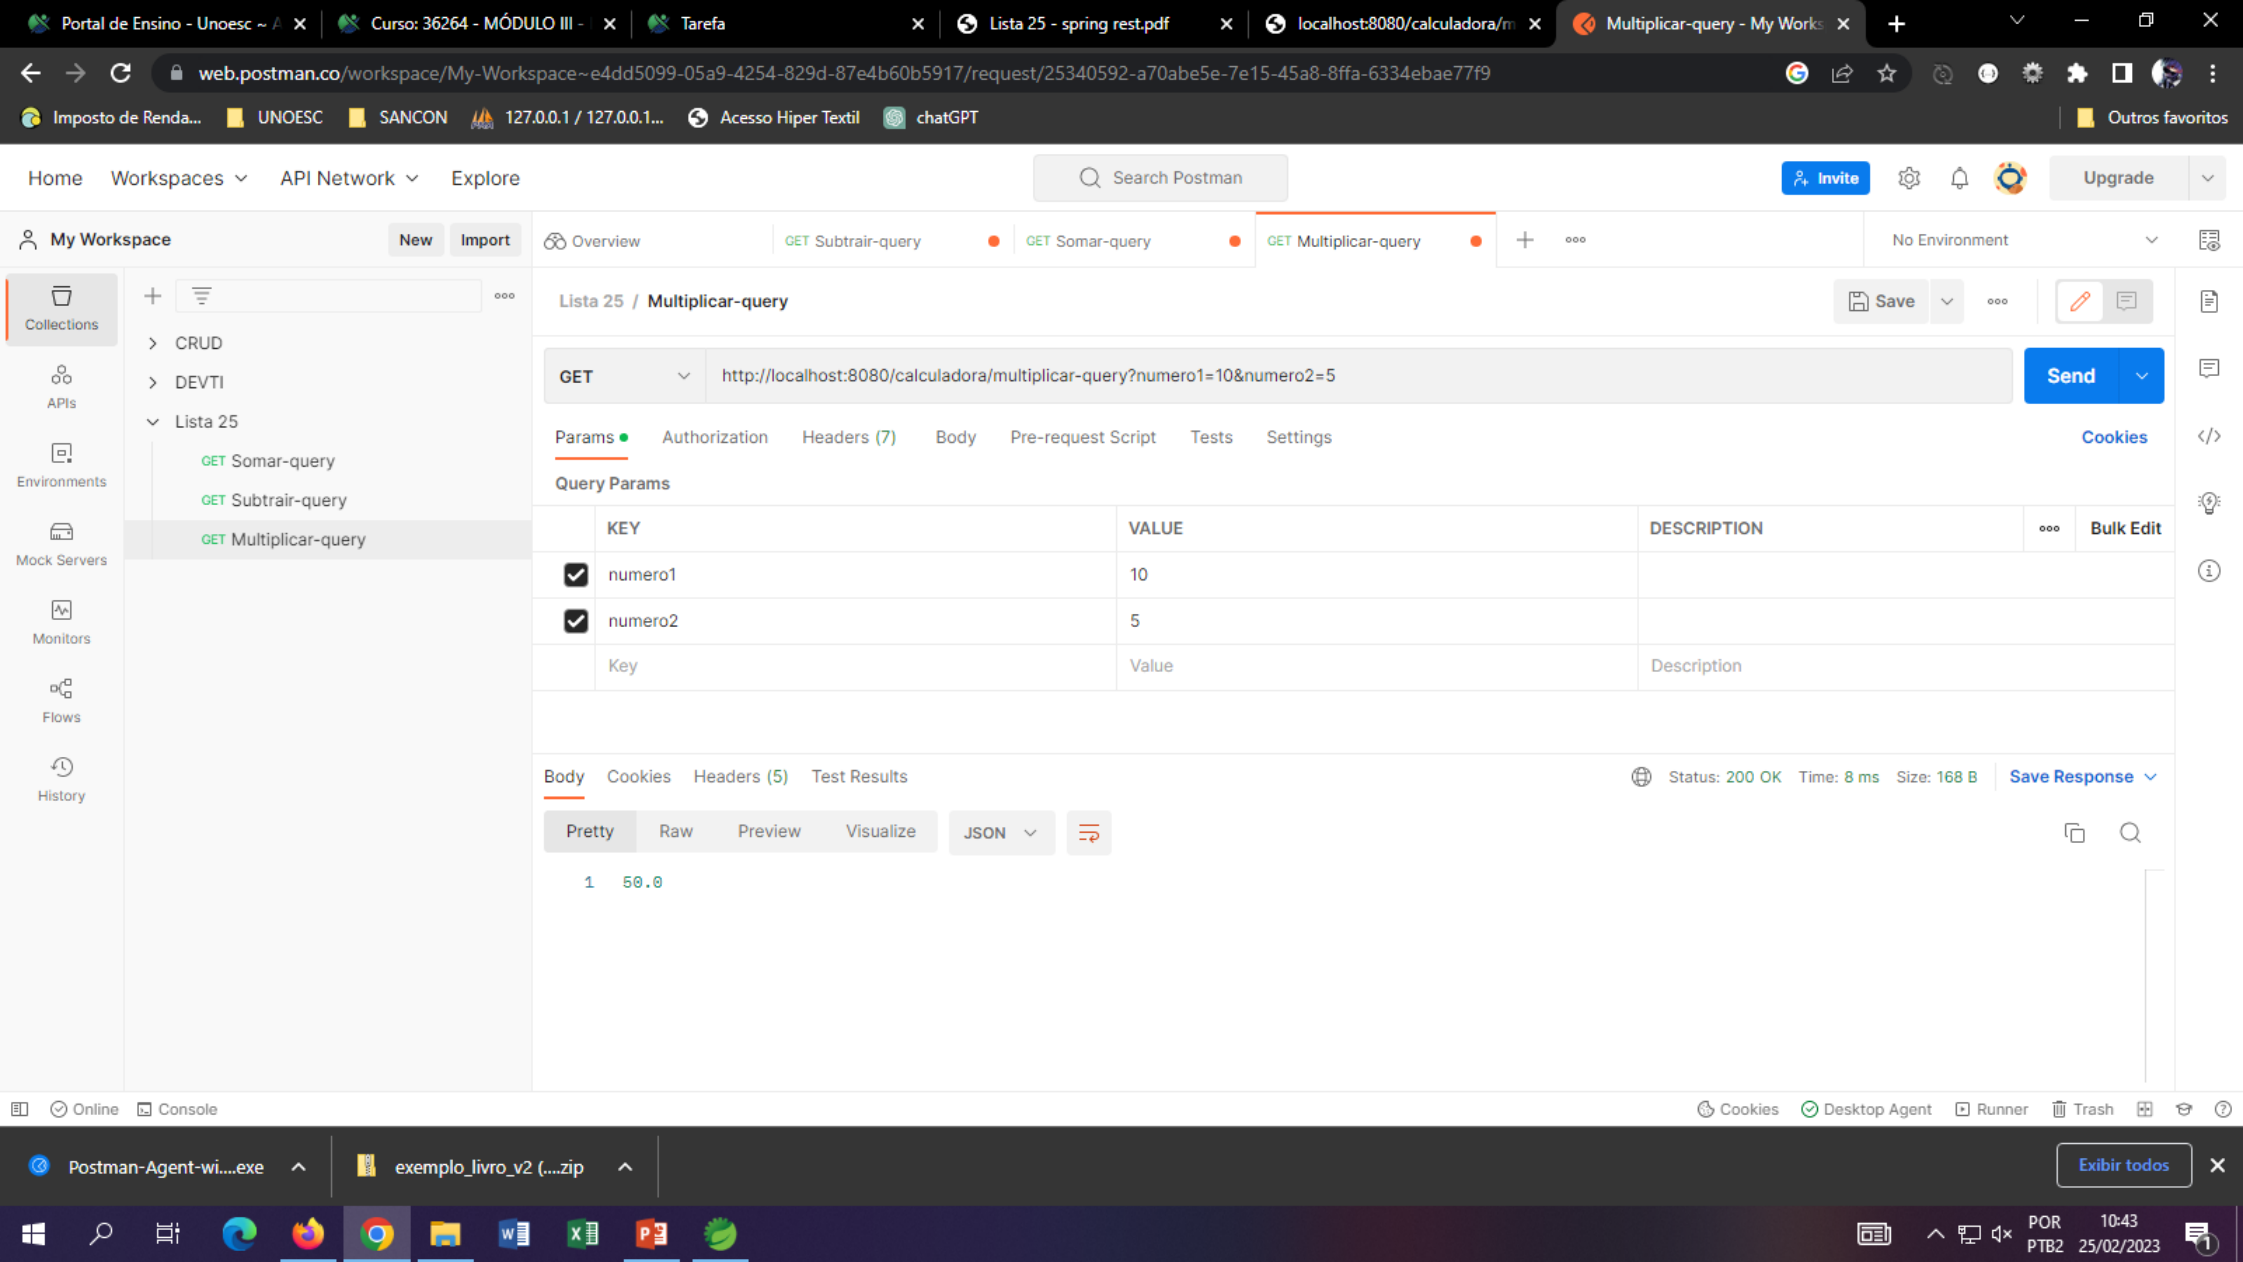 Portal de Ensino - Unoesc ~ A
Curso: 36264 - MÓDULO III -
Tarefa
Lista 25 - spring rest.pdf
localhost:8080/calculadora/m
Multiplicar-query - My Works
web.postman.co/workspace/My-Workspace~e4dd5099-05a9-4254-829d-87e4b60b5917/request/25340592-a70abe5e-7e15-45a8-8ffa-6334ebae77f9
Imposto de Renda...
UNOESC
SANCON
127.0.0.1 / 127.0.0.1...
Acesso Hiper Textil
chatGPT
Outros favoritos
Home
Workspaces
API Network
Explore
Search Postman
Invite
Upgrade
My Workspace
New
Import
Overview
GET Subtrair-query
GET Somar-query
GET Multiplicar-query
No Environment
Collections
APIs
Environments
Mock Servers
Monitors
Flows
History
CRUD
DEVTI
Lista 25
GET Somar-query
GET Subtrair-query
GET Multiplicar-query
Lista 25 / Multiplicar-query
Save
GET
http://localhost:8080/calculadora/multiplicar-query?numero1=10&numero2=5
Send
Params
Authorization
Headers (7)
Body
Pre-request Script
Tests
Settings
Cookies
Query Params
KEY
VALUE
DESCRIPTION
Bulk Edit
numero1
10
numero2
5
Key
Value
Description
Body
Cookies
Headers (5)
Test Results
Status: 200 OK
Time: 8 ms
Size: 168 B
Save Response
Pretty
Raw
Preview
Visualize
JSON
1 50.0
Online
Console
Cookies
Desktop Agent
Runner
Trash
Postman-Agent-wi....exe
exemplo_livro_v2 (....zip
Exibir todos
POR
PTB2
10:43
25/02/2023
1